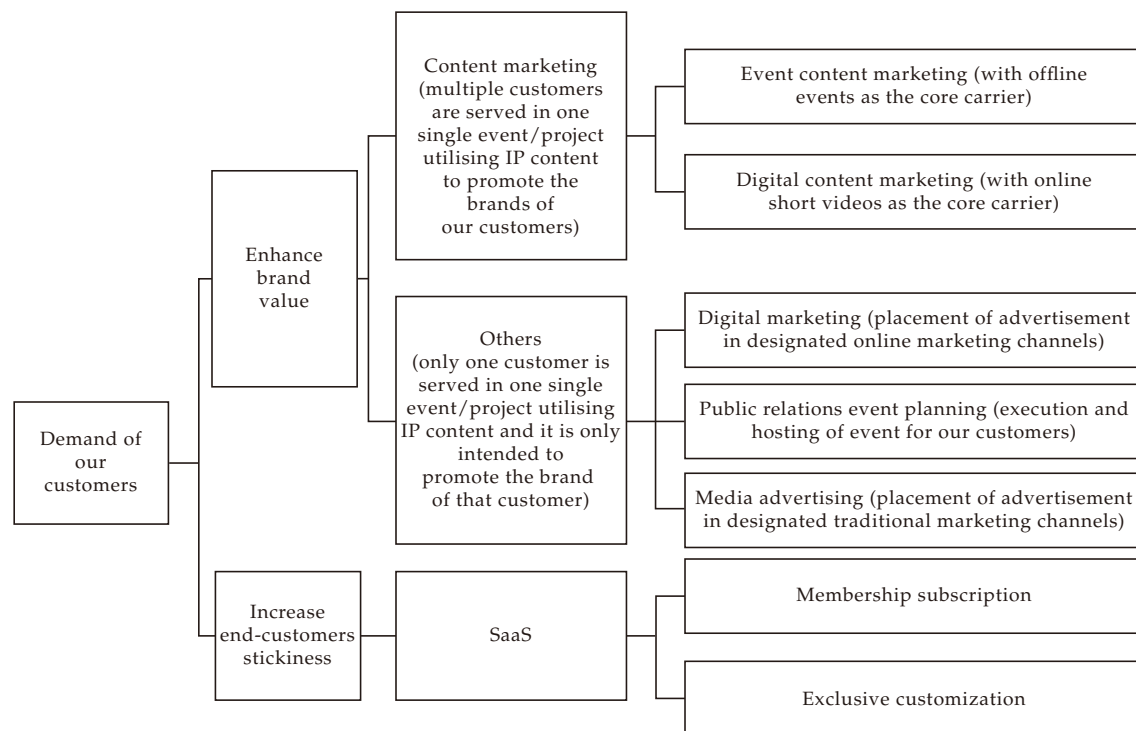 Demand of
our
customers
Enhance
brand
value
Content marketing
(multiple customers
are served in one
single event/project
utilising IP content
to promote the
brands of
our customers)
Event content marketing (with offline
events as the core carrier)
Digital content marketing (with online
short videos as the core carrier)
Others
(only one customer is
served in one single
event/project utilising
IP content and it is only
intended to
promote the brand
of that customer)
Digital marketing (placement of advertisement
in designated online marketing channels)
Public relations event planning (execution and
hosting of event for our customers)
Media advertising (placement of advertisement
in designated traditional marketing channels)
Increase
end-customers
stickiness
SaaS
Membership subscription
Exclusive customization